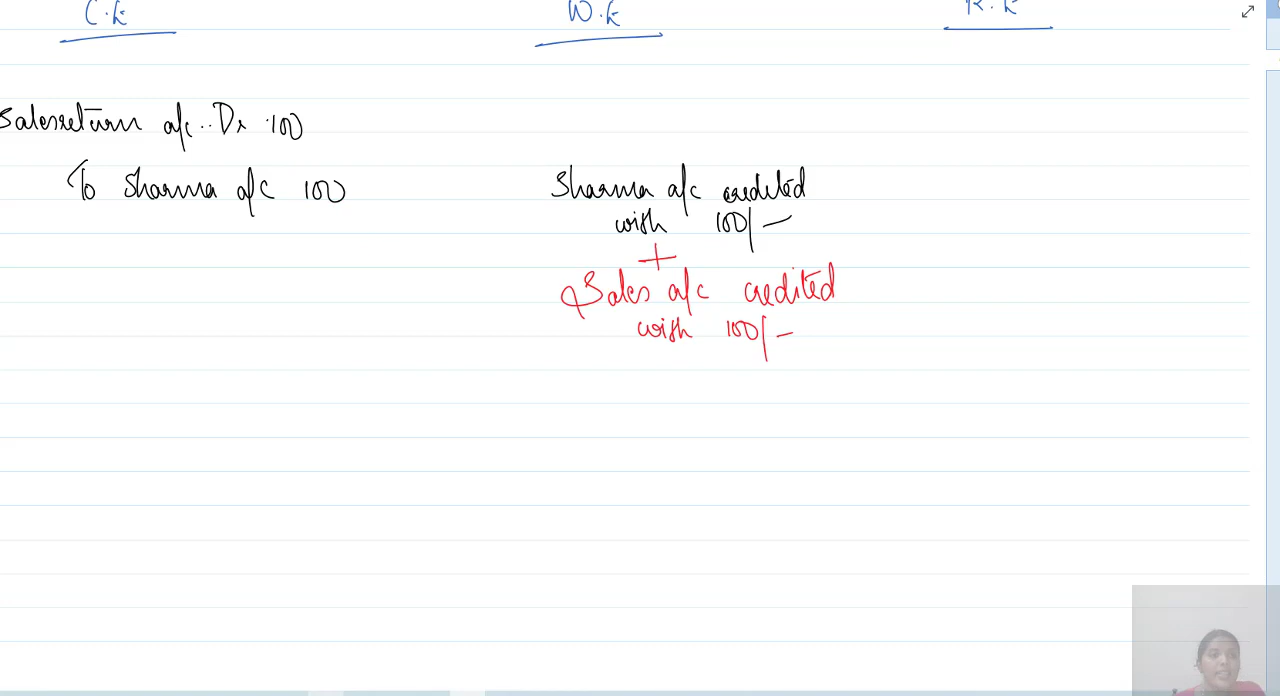 C.E W.E R.E
Salesreturn a/c .. Dr 100
To Sharma a/c 100
Sharma a/c credited
with 100/-
+
Sales a/c credited
with 100/-